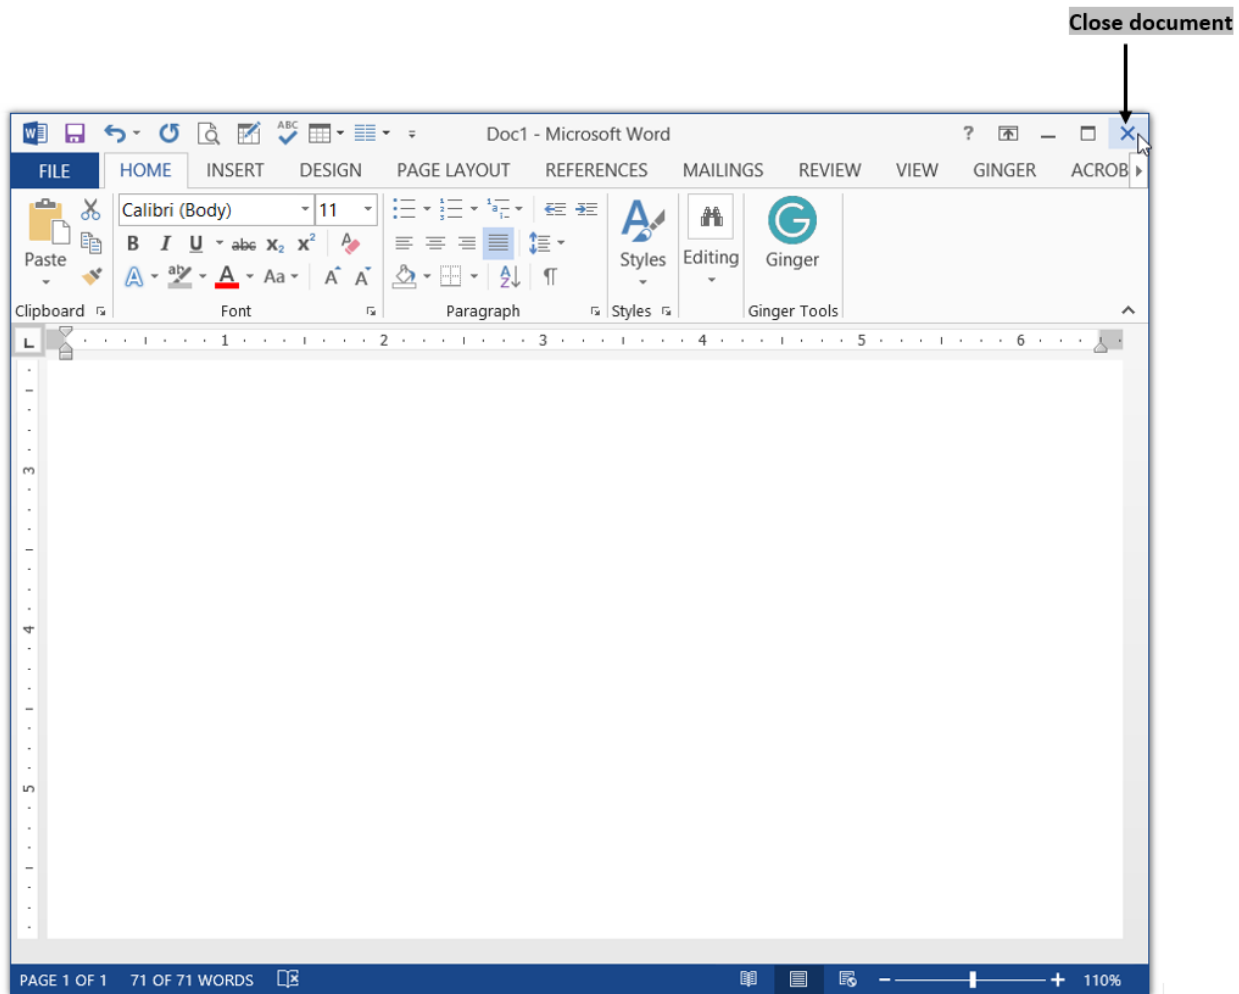 Close document
Doc1 - Microsoft Word
?
FILE HOME INSERT DESIGN PAGE LAYOUT REFERENCES MAILINGS REVIEW VIEW GINGER ACROB
Calibri (Body) 11
B I U abc X₂ X²
A aby A Aa A A
Paste
Styles
Editing
Ginger
Clipboard Font Paragraph Styles Ginger Tools
L 1 2 3 4 5 6
3
4
5
PAGE 1 OF 1 71 OF 71 WORDS 110%